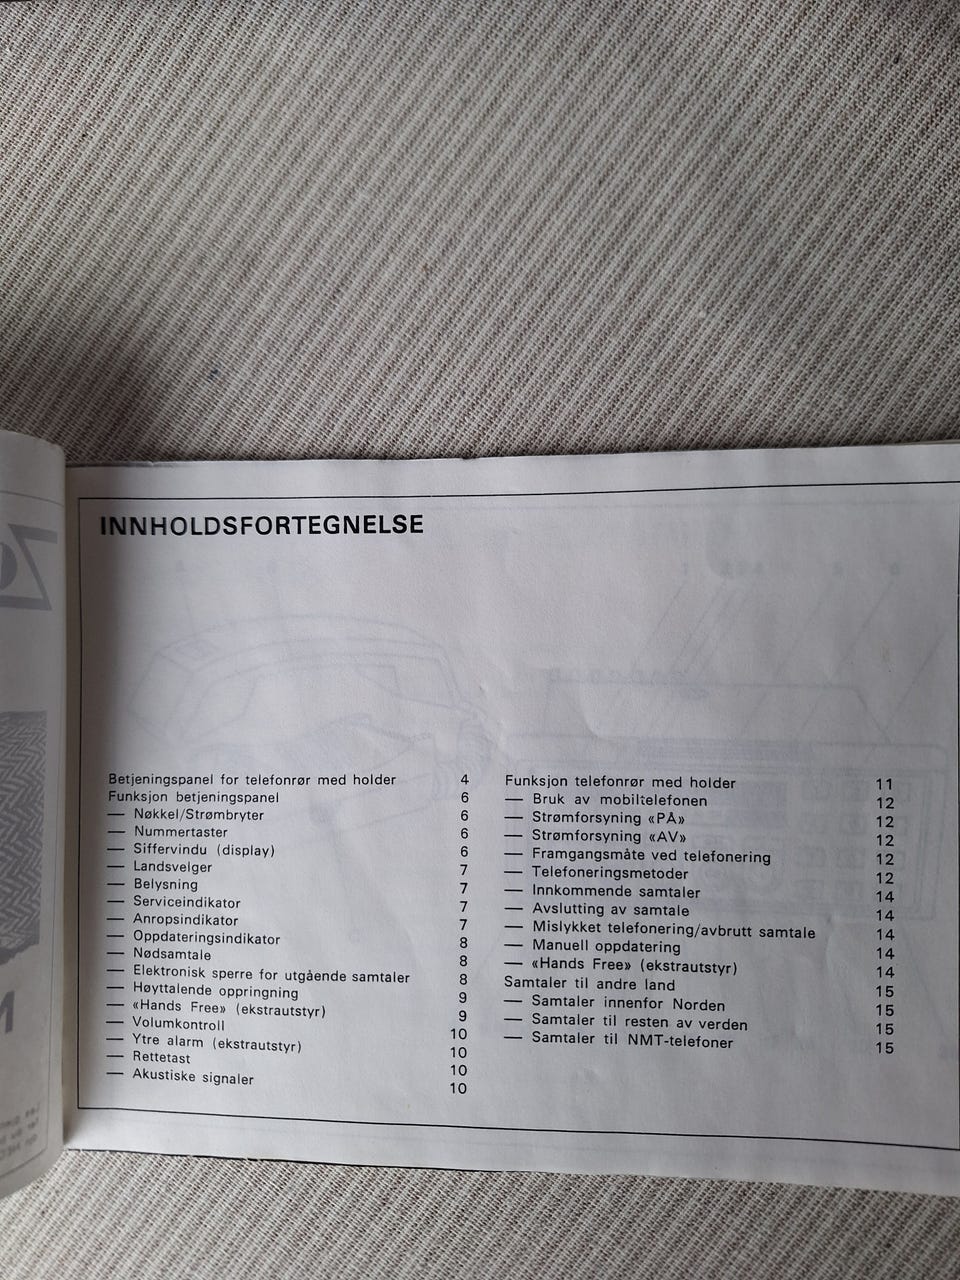 INNHOLDSFORTEGNELSE
Betjeningspanel for telefonrør med holder 4
Funksjon betjeningspanel 6
— Nøkkel/Strømbryter 6
— Nummertaster 6
— Siffervindu (display) 6
— Landsvelger 7
— Belysning 7
— Serviceindikator 7
— Anropsindikator 7
— Oppdateringsindikator 8
— Nødsamtale 8
— Elektronisk sperre for utgående samtaler 8
— Høyttalende oppringning 9
— «Hands Free» (ekstrautstyr) 9
— Volumkontroll 10
— Ytre alarm (ekstrautstyr) 10
— Rettetast 10
— Akustiske signaler 10
Funksjon telefonrør med holder 11
— Bruk av mobiltelefonen 12
— Strømforsyning «PÅ» 12
— Strømforsyning «AV» 12
— Framgangsmåte ved telefonering 12
— Telefoneringsmetoder 12
— Innkommende samtaler 14
— Avslutting av samtale 14
— Mislykket telefonering/avbrutt samtale 14
— Manuell oppdatering 14
— «Hands Free» (ekstrautstyr) 14
Samtaler til andre land 15
— Samtaler innenfor Norden 15
— Samtaler til resten av verden 15
— Samtaler til NMT-telefoner 15